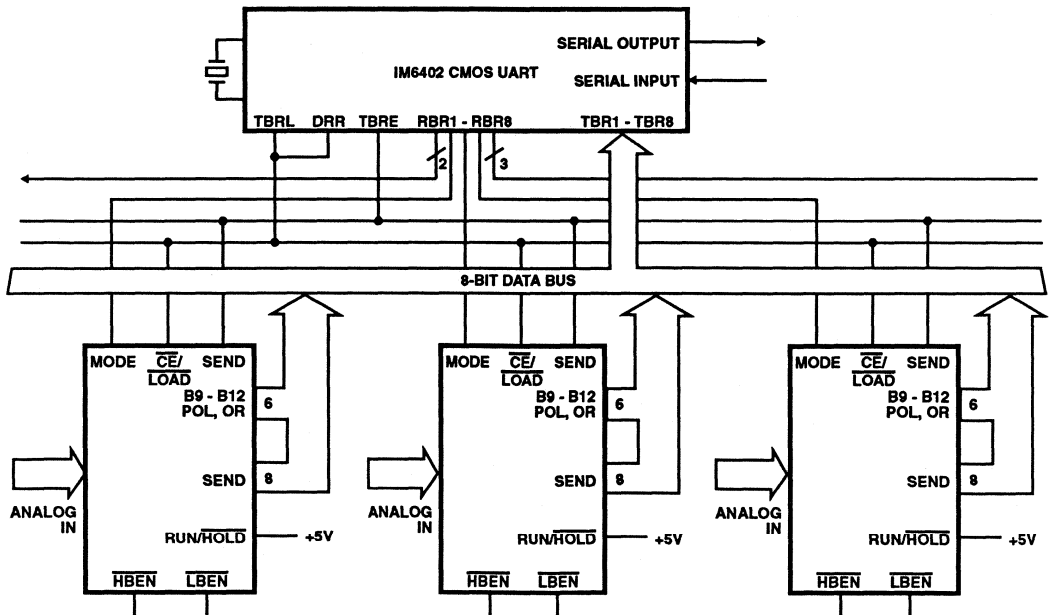 SERIAL OUTPUT
IM6402 CMOS UART
SERIAL INPUT
TBRL DRR TBRE RBR1 - RBR8 TBR1 - TBR8
2 3
8-BIT DATA BUS
MODE CE/ SEND
LOAD
B9 - B12
POL, OR
6
SEND 8
ANALOG
IN
RUN/HOLD +5V
HBEN LBEN
MODE CE/ SEND
LOAD
B9 - B12
POL, OR
6
SEND 8
ANALOG
IN
RUN/HOLD +5V
HBEN LBEN
MODE CE/ SEND
LOAD
B9 - B12
POL, OR
6
SEND 8
ANALOG
IN
RUN/HOLD +5V
HBEN LBEN